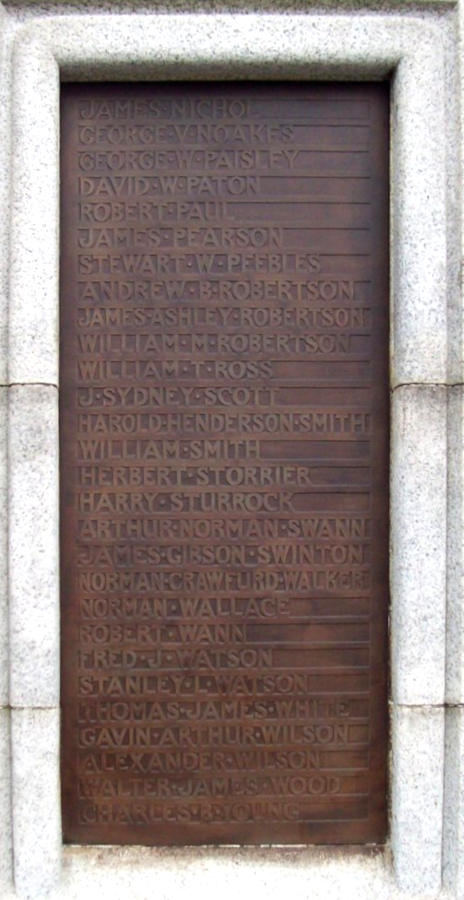 JAMES·NICHOL
GEORGE·V·NOAKES
GEORGE·W·PAISLEY
DAVID·W·PATON
ROBERT·PAUL
JAMES·PEARSON
STEWART·W·PEEBLES
ANDREW·B·ROBERTSON
JAMES·ASHLEY·ROBERTSON
WILLIAM·M·ROBERTSON
WILLIAM·T·ROSS
J·SYDNEY·SCOTT
HAROLD·HENDERSON·SMITH
WILLIAM·SMITH
HERBERT·STORRIER
HARRY·STURROCK
ARTHUR·NORMAN·SWANN
JAMES·GIBSON·SWINTON
NORMAN·CRAWFURD·WALKER
NORMAN·WALLACE
ROBERT·WANN
FRED·J·WATSON
STANLEY·L·WATSON
THOMAS·JAMES·WHITE
GAVIN·ARTHUR·WILSON
ALEXANDER·WILSON
WALTER·JAMES·WOOD
CHARLES·B·YOUNG